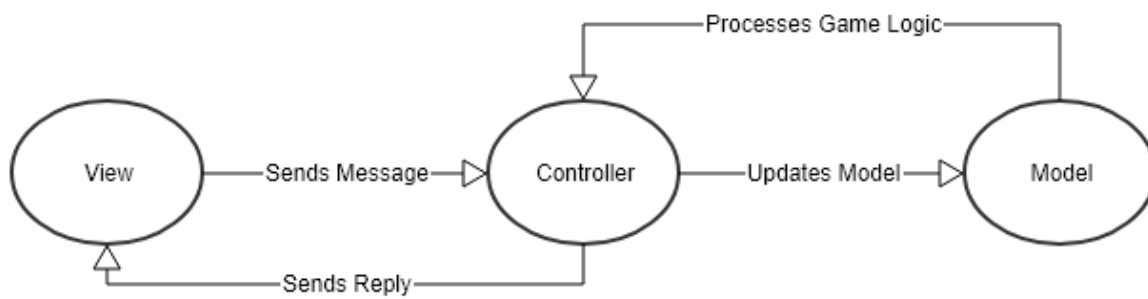 Processes Game Logic
View
Sends Message
Controller
Updates Model
Model
Sends Reply